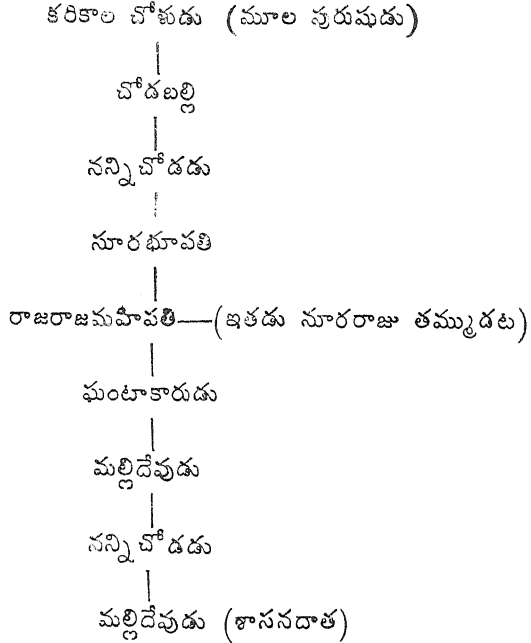 కరికాల చోళుడు (మూల పురుషుడు)
చోడబల్లి
నన్నిచోడడు
సూరభూపతి
రాజరాజమహిపతి—(ఇతడు నూరరాజు తమ్ముడట)
ఘంటాకారుడు
మల్లిదేవుడు
నన్నిచోడడు
మల్లిదేవుడు (శాసనదాత)